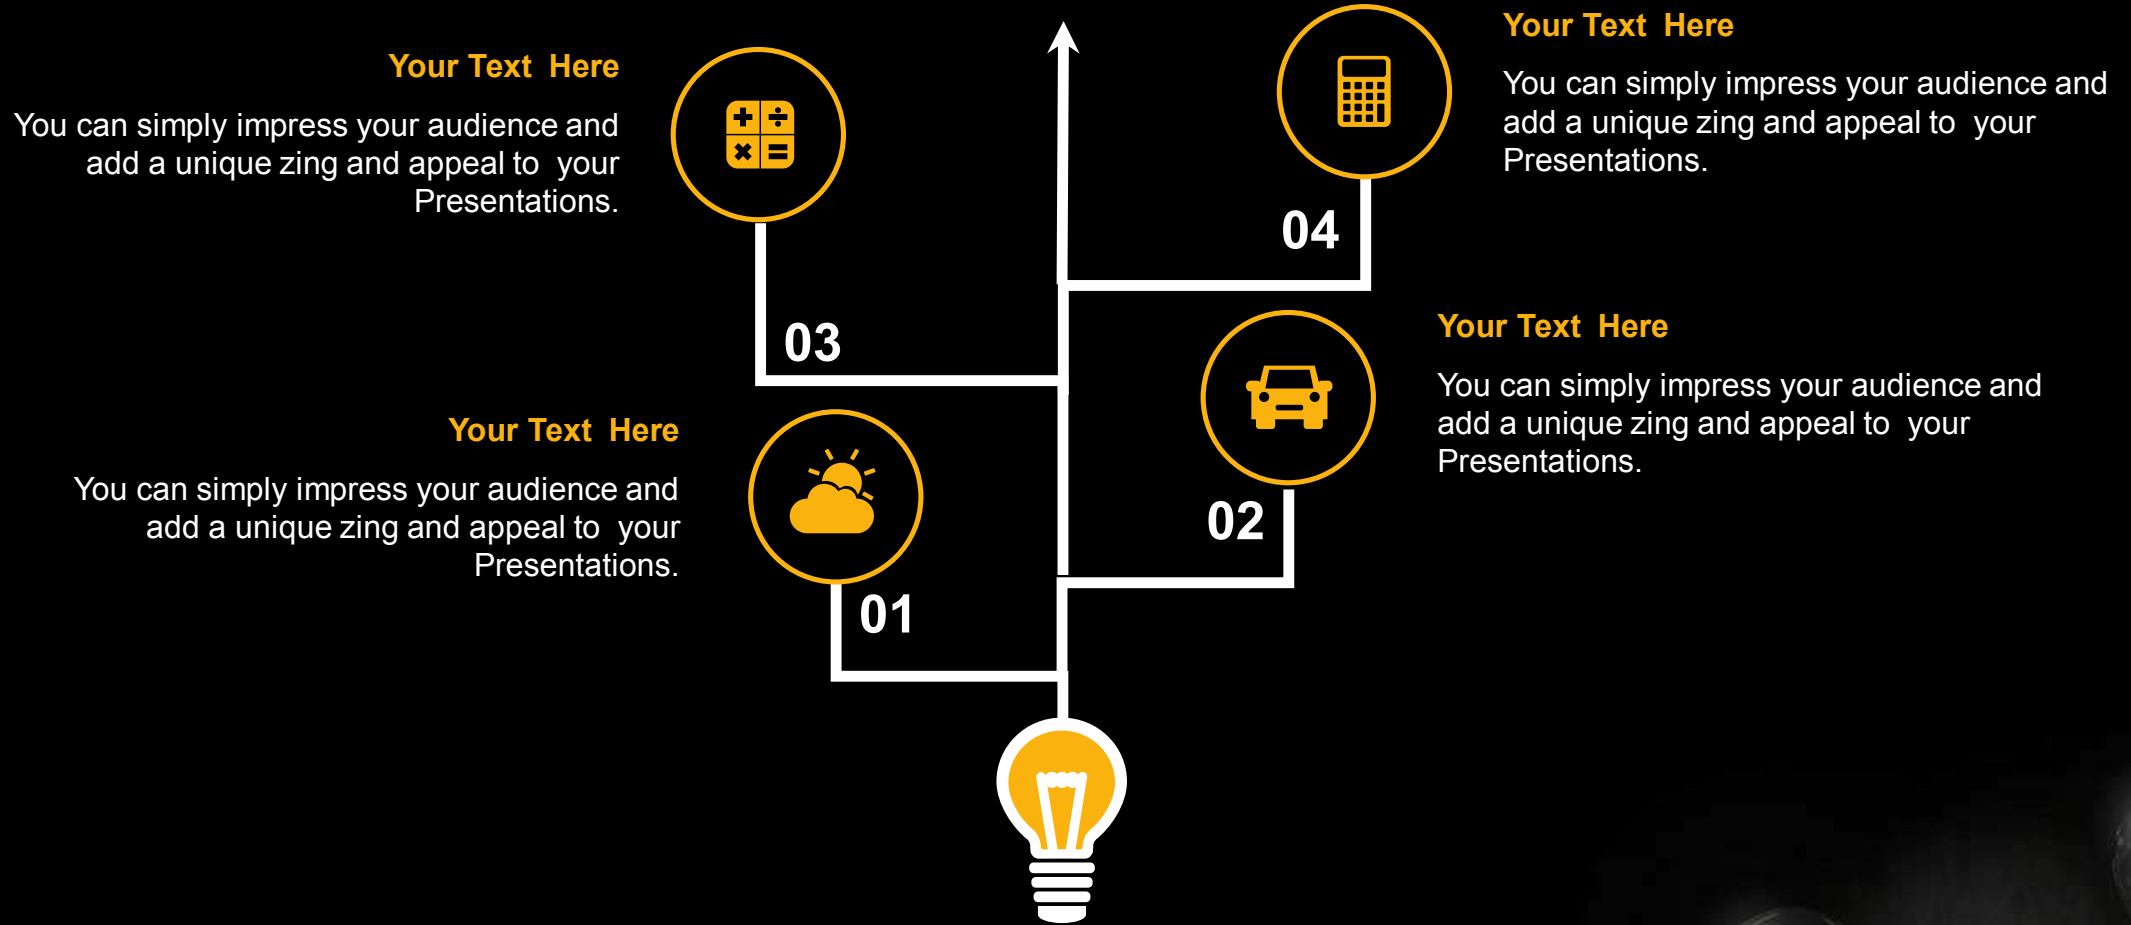 Your Text  Here
You can simply impress your audience and
add a unique zing and appeal to  your
Presentations.
03
Your Text  Here
You can simply impress your audience and
add a unique zing and appeal to  your
Presentations.
04
Your Text  Here
You can simply impress your audience and
add a unique zing and appeal to  your
Presentations.
01
Your Text  Here
You can simply impress your audience and
add a unique zing and appeal to  your
Presentations.
02